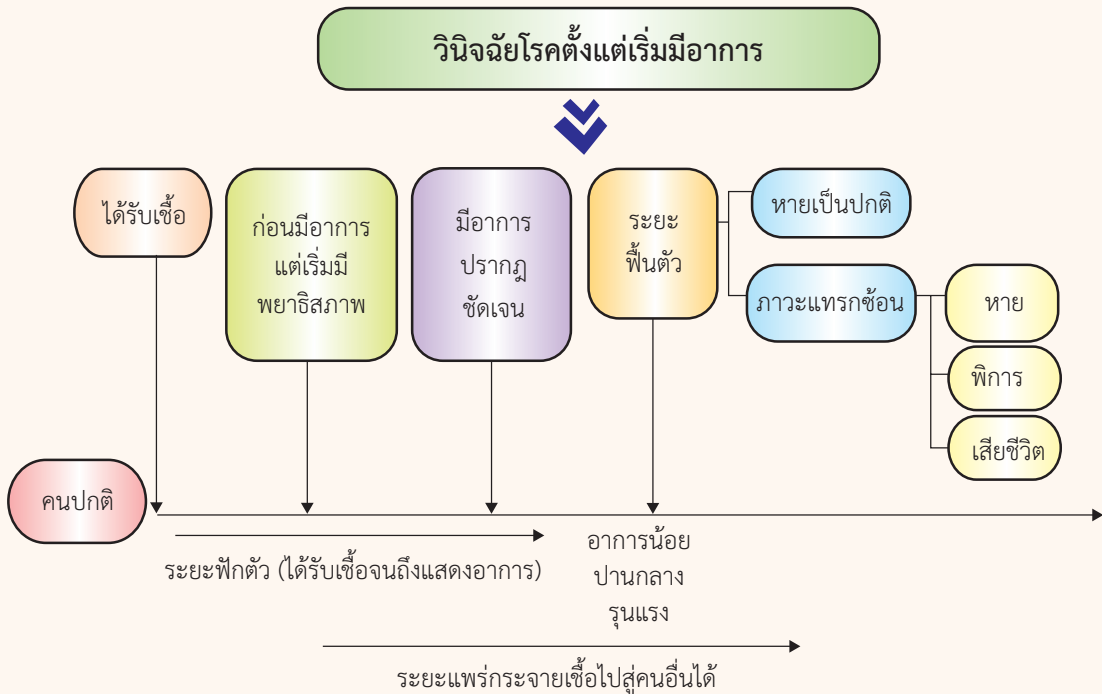 วินิจฉัยโรคตั้งแต่เริ่มมีอาการ
ได้รับเชื้อ
ก่อนมีอาการ
แต่เริ่มมี
พยาธิสภาพ
มีอาการ
ปรากฏ
ชัดเจน
ระยะ
ฟื้นตัว
หายเป็นปกติ
ภาวะแทรกซ้อน
หาย
พิการ
เสียชีวิต
คนปกติ
ระยะฟักตัว (ได้รับเชื้อจนถึงแสดงอาการ)
อาการน้อย
ปานกลาง
รุนแรง
ระยะแพร่กระจายเชื้อไปสู่คนอื่นได้